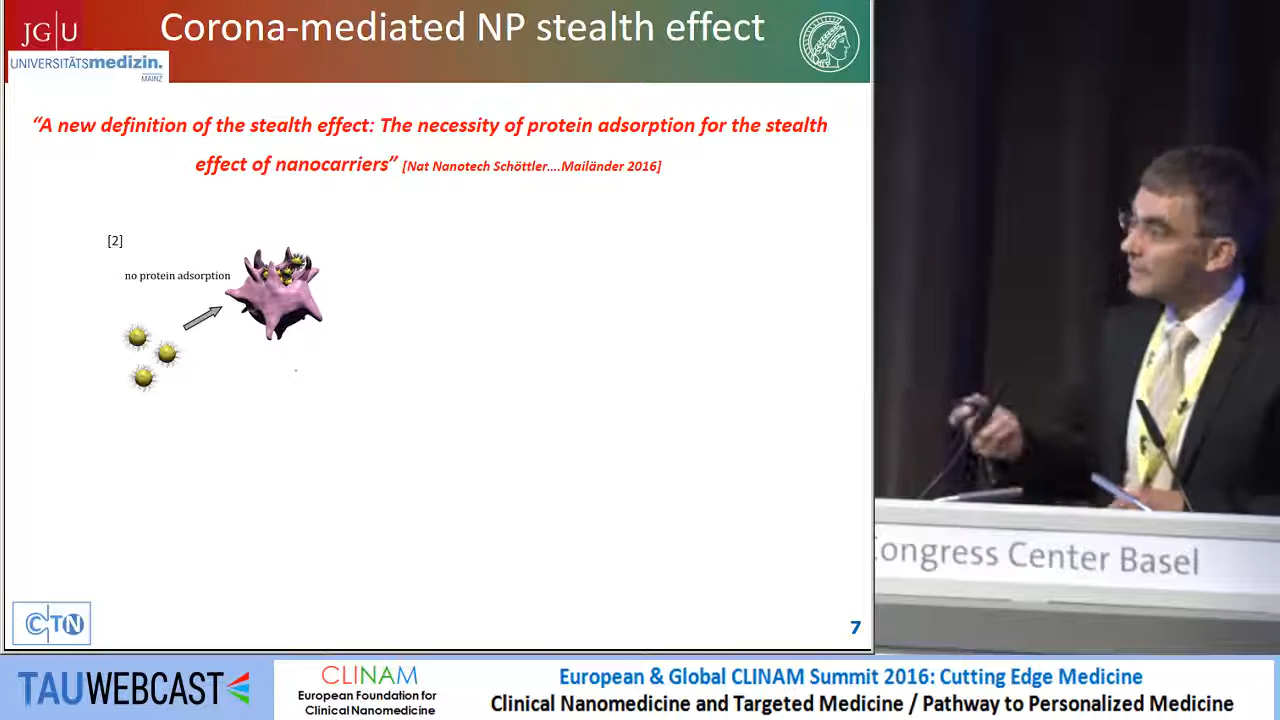 JG|U
UNIVERSITÄTSmedizin.
MAINZ
Corona-mediated NP stealth effect
“A new definition of the stealth effect: The necessity of protein adsorption for the stealth
effect of nanocarriers” [Nat Nanotech Schöttler....Mailänder 2016]
[2]
no protein adsorption
CTN
7
Congress Center Basel
TAUWEBCAST
CLINAM
European Foundation for
Clinical Nanomedicine
European & Global CLINAM Summit 2016: Cutting Edge Medicine
Clinical Nanomedicine and Targeted Medicine / Pathway to Personalized Medicine